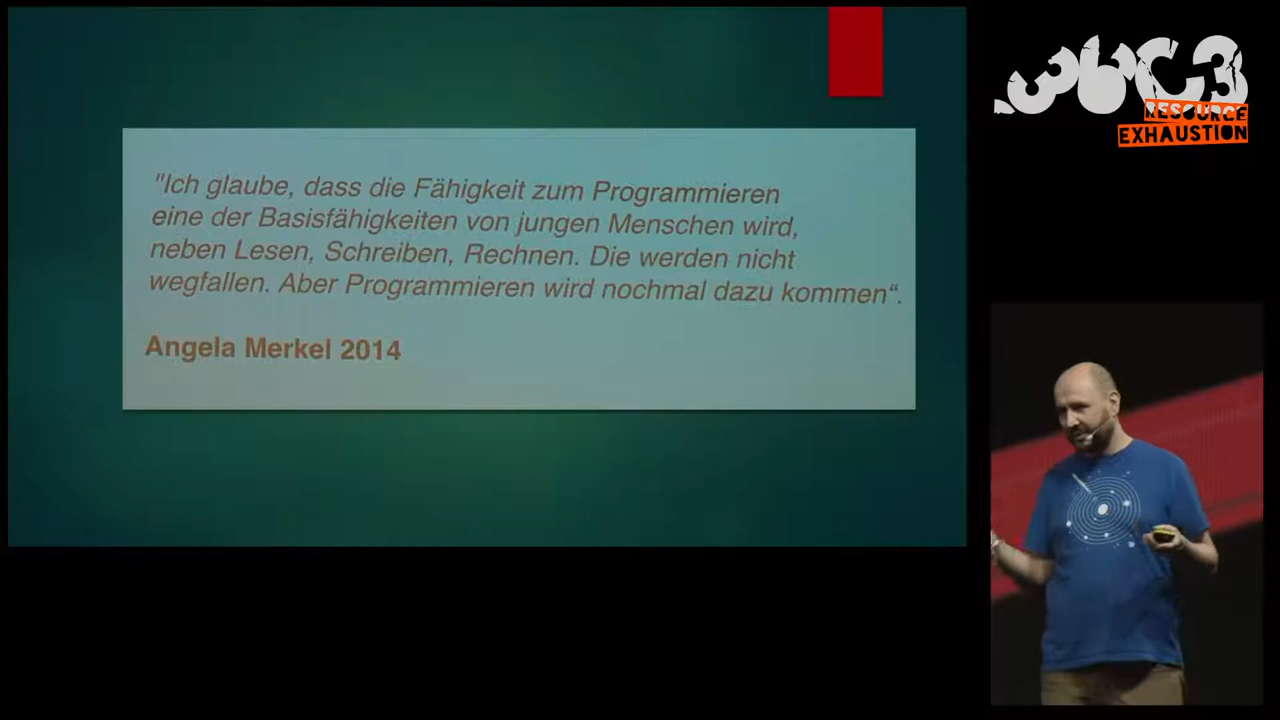 "Ich glaube, dass die Fähigkeit zum Programmieren
eine der Basisfähigkeiten von jungen Menschen wird,
neben Lesen, Schreiben, Rechnen. Die werden nicht
wegfallen. Aber Programmieren wird nochmal dazu kommen“.
Angela Merkel 2014
36C3
RESOURCE
EXHAUSTION